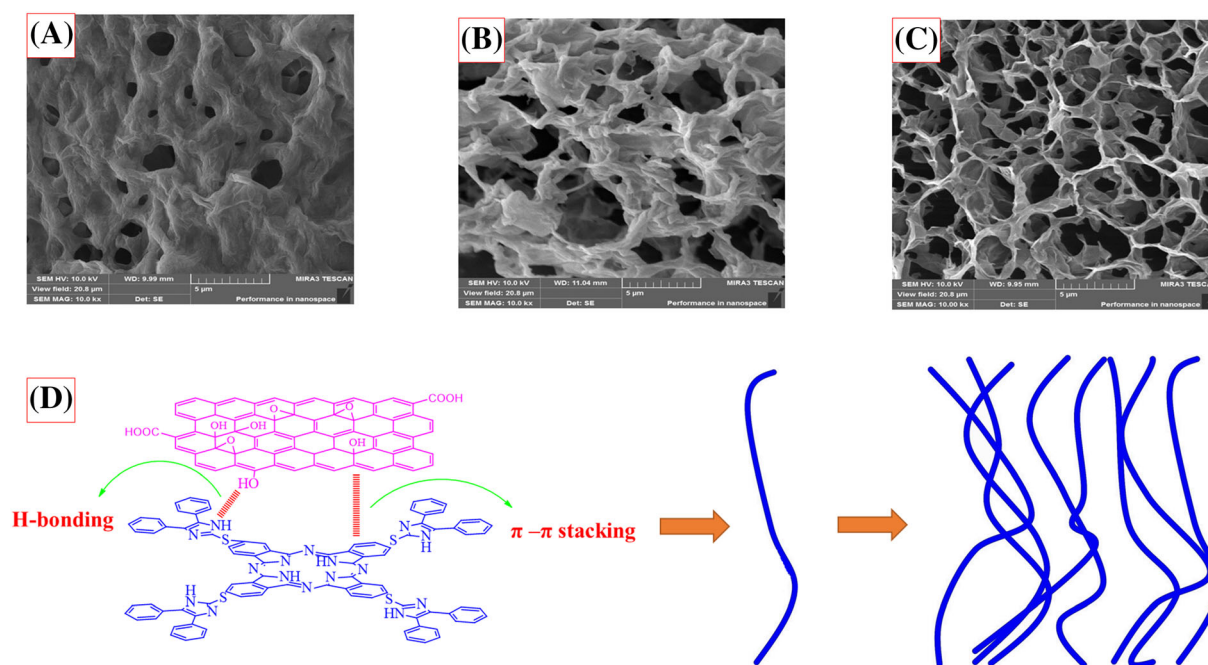 (A)
SEM HV: 10.0 kV WD: 9.99 mm MIRA3 TESCAN
View field: 20.8 µm 5 µm
SEM MAG: 10.0 kx Det: SE Performance in nanospace
(B)
SEM HV: 10.0 kV WD: 11.04 mm MIRA3 TESCAN
View field: 20.8 µm 5 µm
SEM MAG: 10.0 kx Det: SE Performance in nanospace
(C)
SEM HV: 10.0 kV WD: 9.95 mm MIRA3 TESCAN
View field: 20.8 µm 5 µm
SEM MAG: 10.00 kx Det: SE Performance in nanospace
(D)
COOH
O O
OH OH
HOOC
O OH
HO
H-bonding
π –π stacking
NH
N
S
N
S
N
H
N N
HN
N N
N N
NH N
N
H
N
N
S
S
N
HN